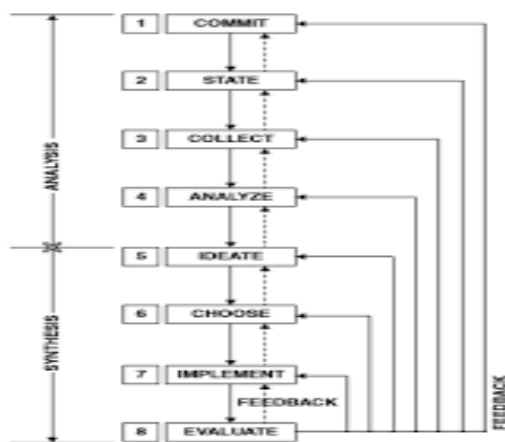 1 COMMIT
2 STATE
3 COLLECT
4 ANALYZE
5 IDEATE
6 CHOOSE
7 IMPLEMENT
FEEDBACK
8 EVALUATE
ANALYSIS
SYNTHESIS
FEEDBACK